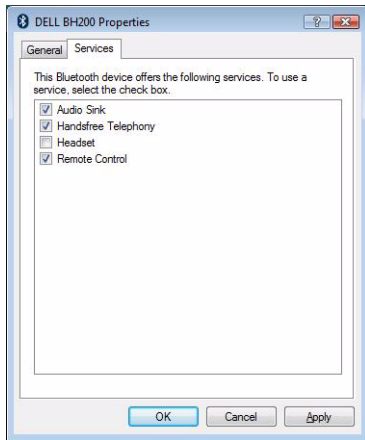 DELL BH200 Properties
General Services
This Bluetooth device offers the following services. To use a
service, select the check box.
Audio Sink
Handsfree Telephony
Headset
Remote Control
OK Cancel Apply